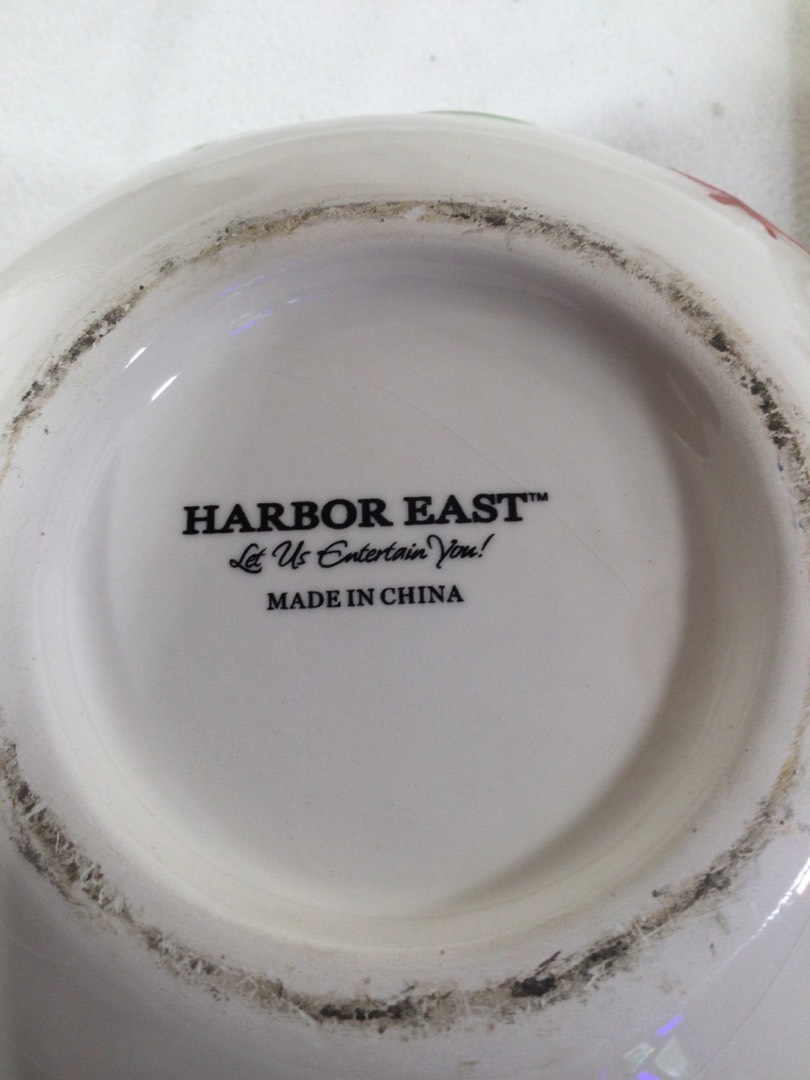 HARBOR EAST™
Let Us Entertain You!
MADE IN CHINA